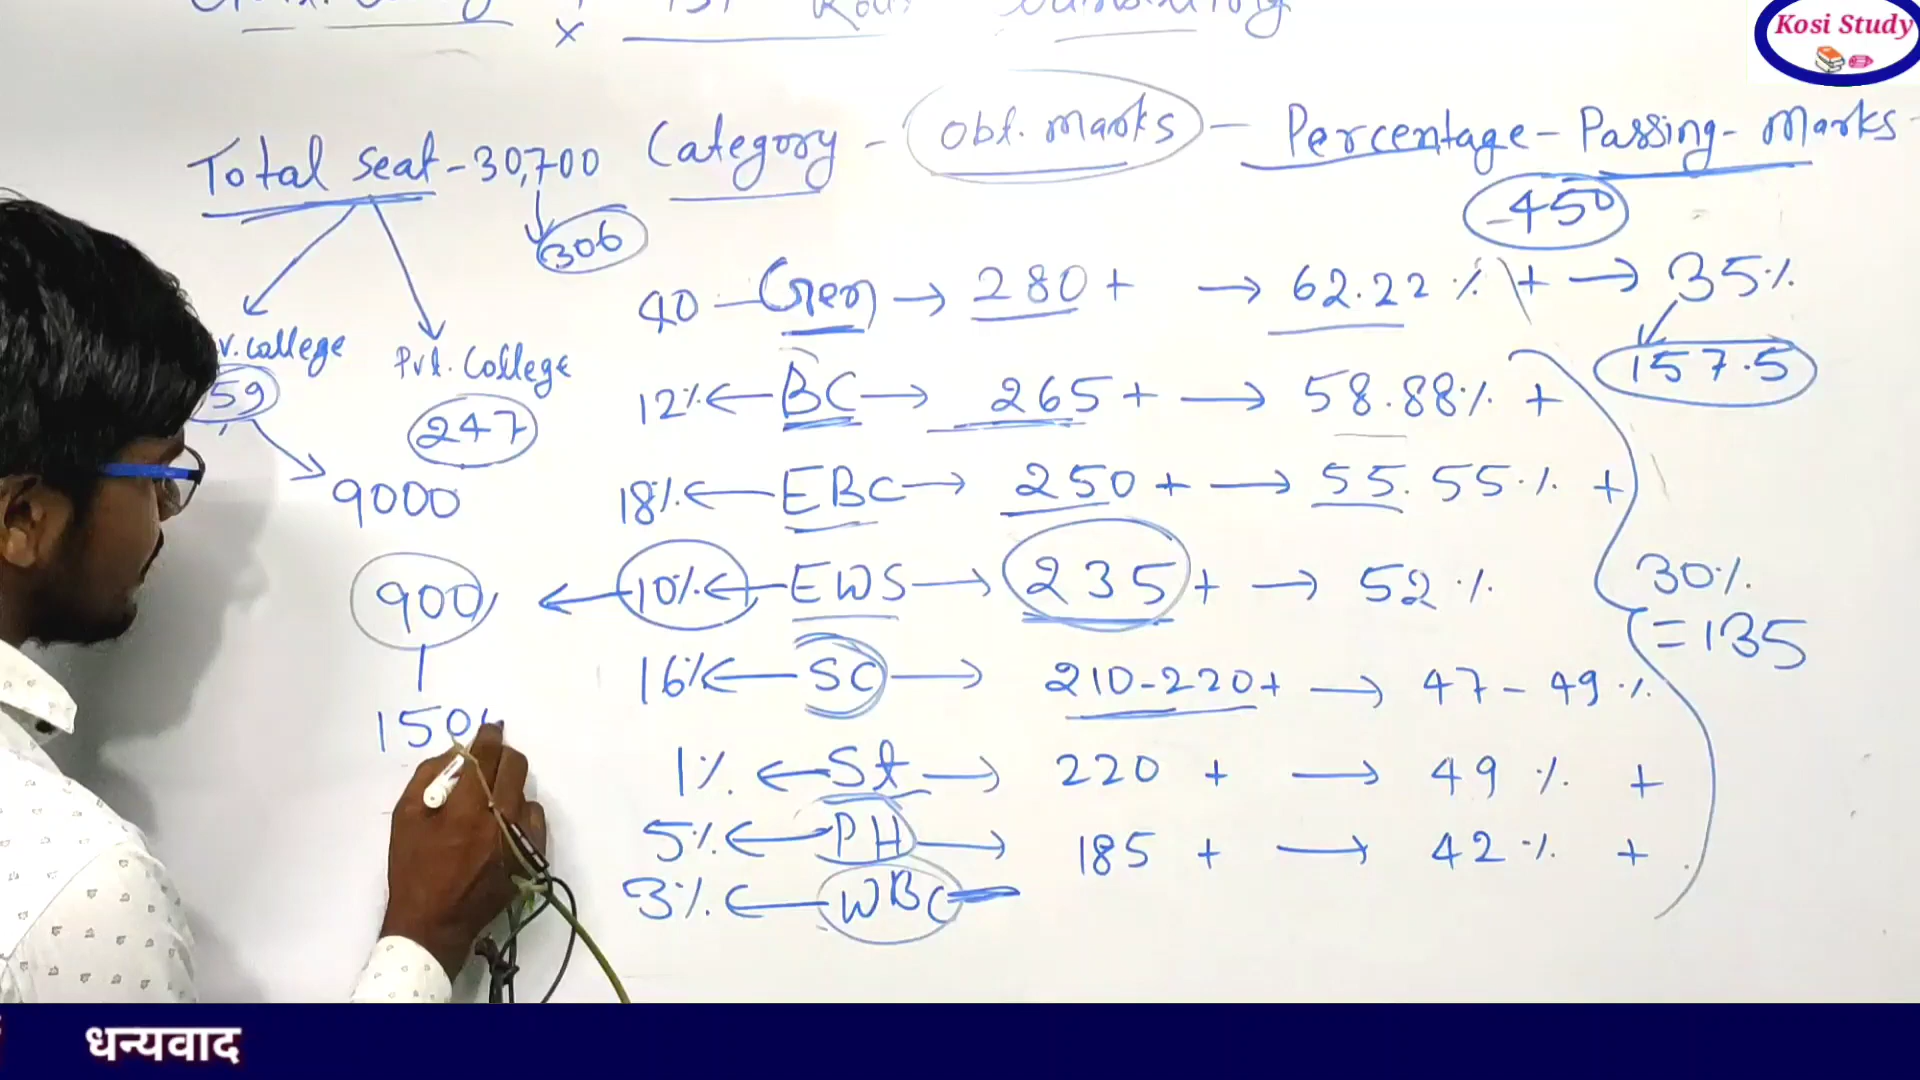 Kosi Study
Total seat-30,700 Category - Obt. marks - Percentage - Passing - Marks -
306
-450
40 - Gen → 280 + → 62.22 % + → 35%
157.5
v. College
Pvt. College
59
247
12% ← BC → 265 + → 58.88% +
9000
18% ← EBC → 250 + → 55.55% +
900 ← 10% ← EWS → 235 + → 52 %
30%
= 135
16% ← SC → 210-220+ → 47-49 %
150
1% ← St → 220 + → 49 % +
5% ← PH → 185 + → 42 % +
3% ← WBC
धन्यवाद